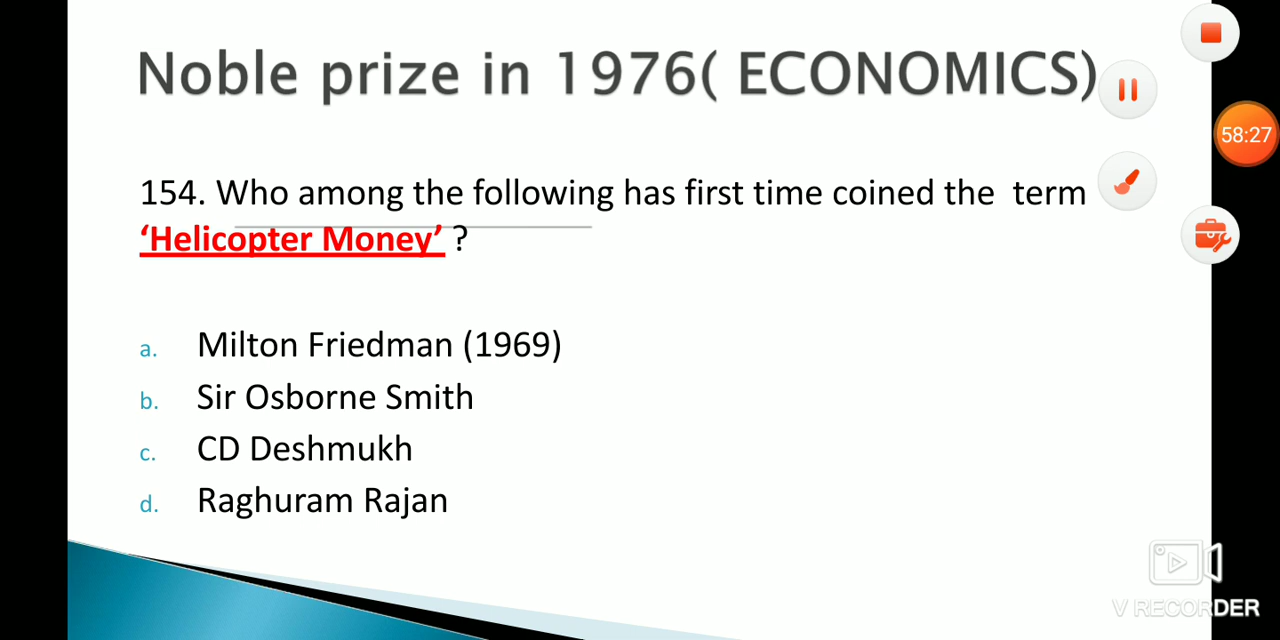 Noble prize in 1976( ECONOMICS)
58:27
154. Who among the following has first time coined the term
‘Helicopter Money’ ?
a. Milton Friedman (1969)
b. Sir Osborne Smith
c. CD Deshmukh
d. Raghuram Rajan
V RECORDER